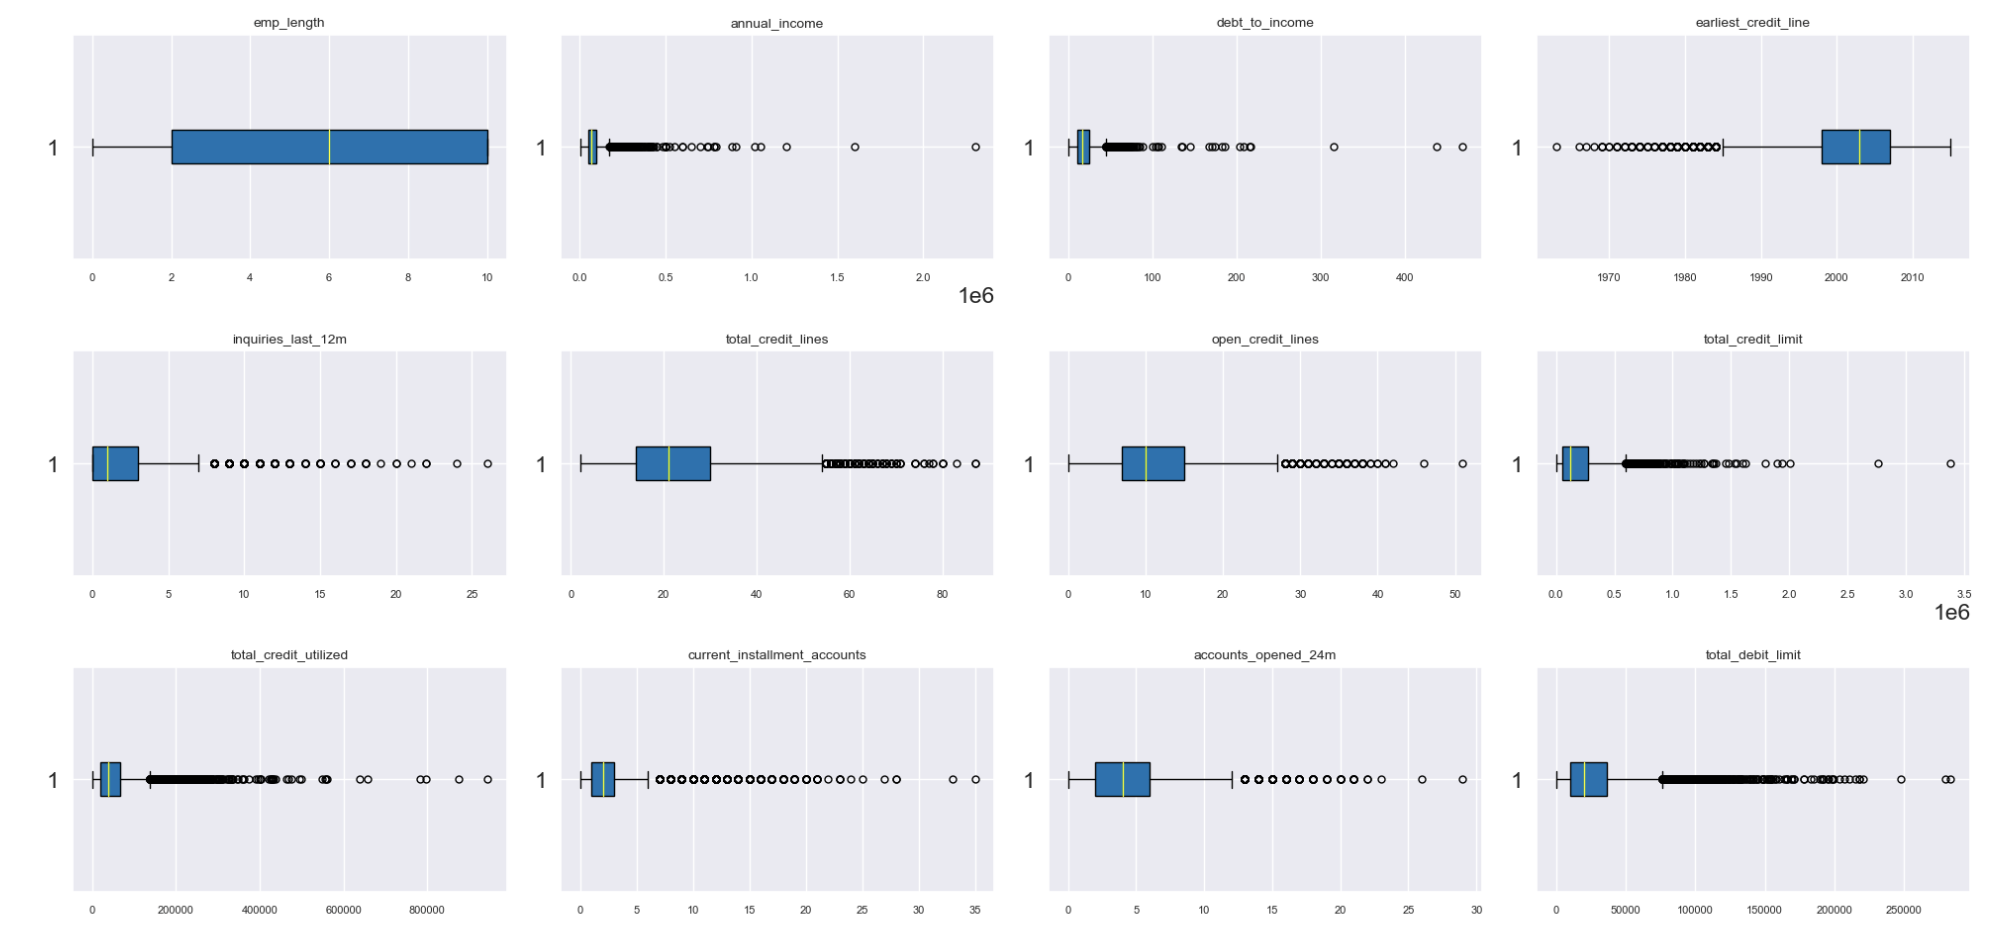 emp_length
annual_income
debt_to_income
earliest_credit_line
1
1
1
1
0 2 4 6 8 10
0.0 0.5 1.0 1.5 2.0
0 100 200 300 400
1970 1980 1990 2000 2010
1e6
inquiries_last_12m
total_credit_lines
open_credit_lines
total_credit_limit
1
1
1
1
0 5 10 15 20 25
0 20 40 60 80
0 10 20 30 40 50
0.0 0.5 1.0 1.5 2.0 2.5 3.0 3.5
1e6
total_credit_utilized
current_installment_accounts
accounts_opened_24m
total_debit_limit
1
1
1
1
0 200000 400000 600000 800000
0 5 10 15 20 25 30 35
0 5 10 15 20 25 30
0 50000 100000 150000 200000 250000